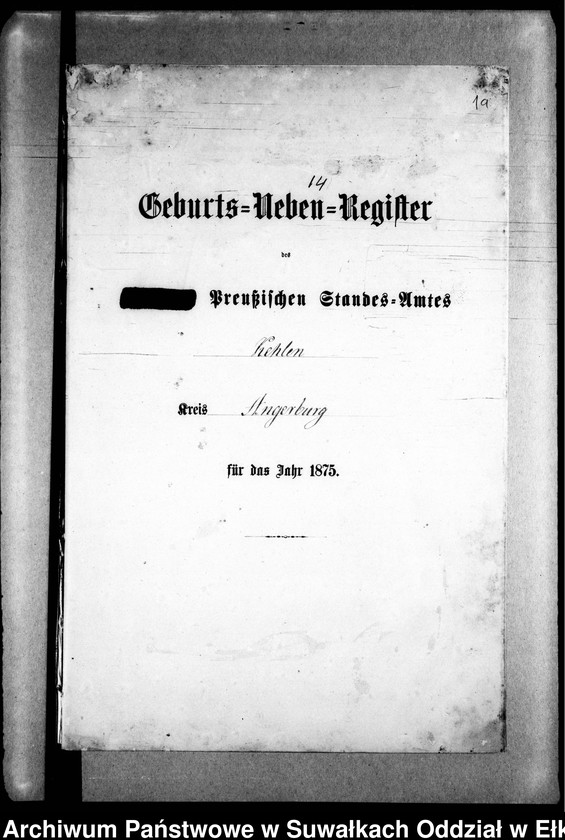 1a
14
Geburts=Neben=Register
des
Preußischen Standes=Amtes
Kehlen
Kreis Angerburg
für das Jahr 1875.
Archiwum Państwowe w Suwałkach Oddział w Ełk